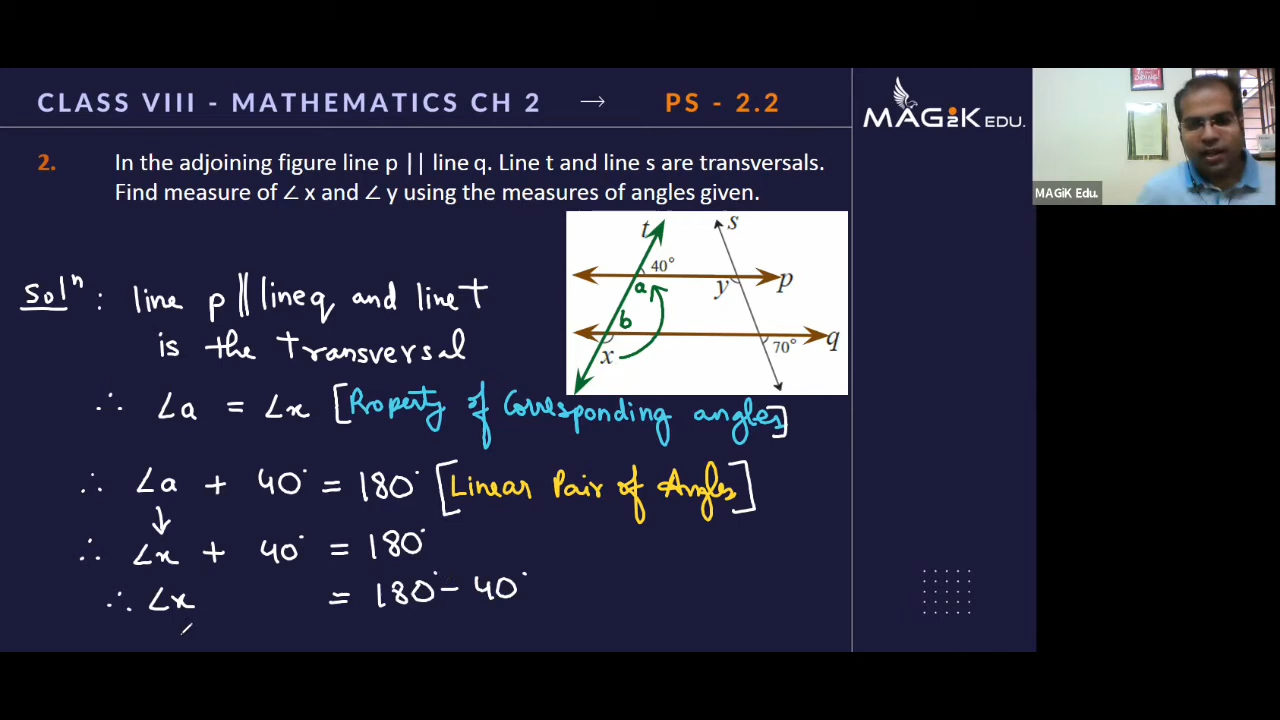 CLASS VIII - MATHEMATICS CH 2 → PS - 2.2
MAGiK EDU.
MAGiK Edu.
2. In the adjoining figure line p || line q. Line t and line s are transversals.
Find measure of ∠ x and ∠ y using the measures of angles given.
t s
40°
a y p
b
x 70° q
Solⁿ : line p || line q and line t
is the transversal
∴ ∠a = ∠x [Property of Corresponding angles]
∴ ∠a + 40° = 180° [Linear Pair of Angles]
↓
∴ ∠x + 40° = 180°
∴ ∠x = 180° - 40°